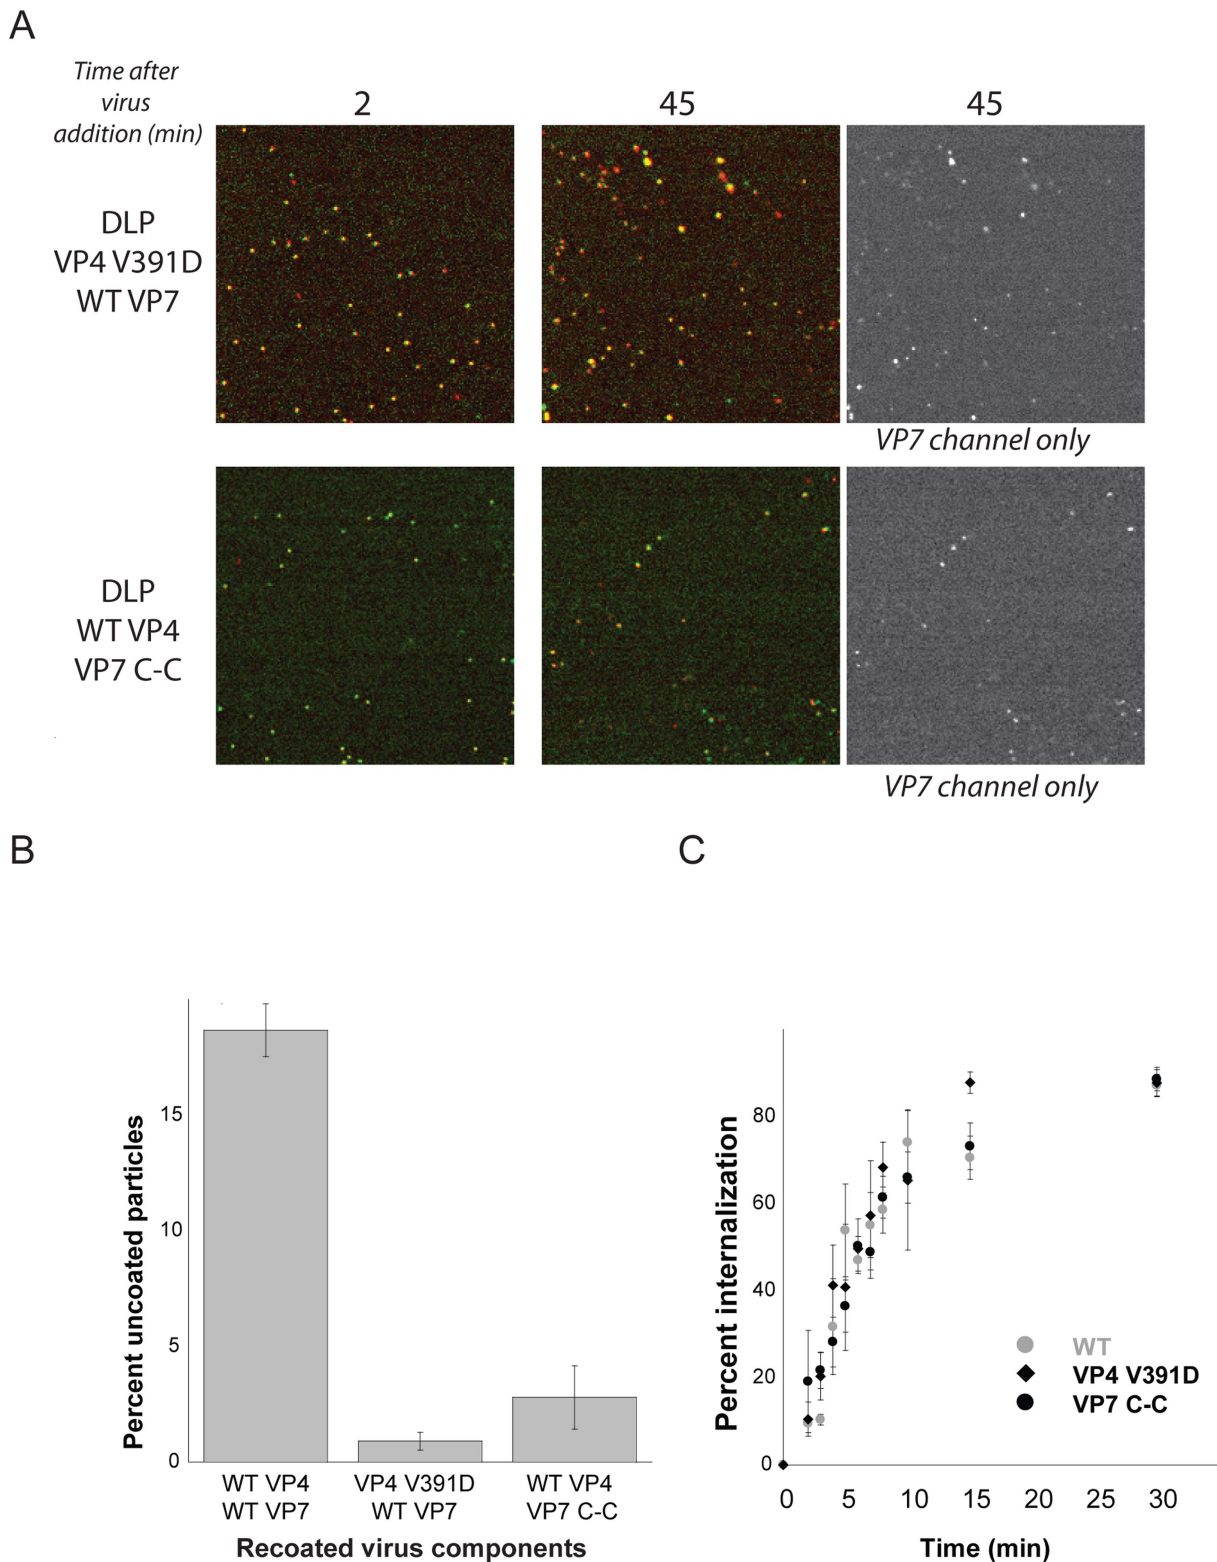 A
Time after
virus
addition (min)
2
45
45
DLP
VP4 V391D
WT VP7
VP7 channel only
DLP
WT VP4
VP7 C-C
VP7 channel only
B
Percent uncoated particles
15
10
5
0
WT VP4
WT VP7
VP4 V391D
WT VP7
WT VP4
VP7 C-C
Recoated virus components
C
Percent internalization
80
60
40
20
0
WT
VP4 V391D
VP7 C-C
0 5 10 15 20 25 30
Time (min)